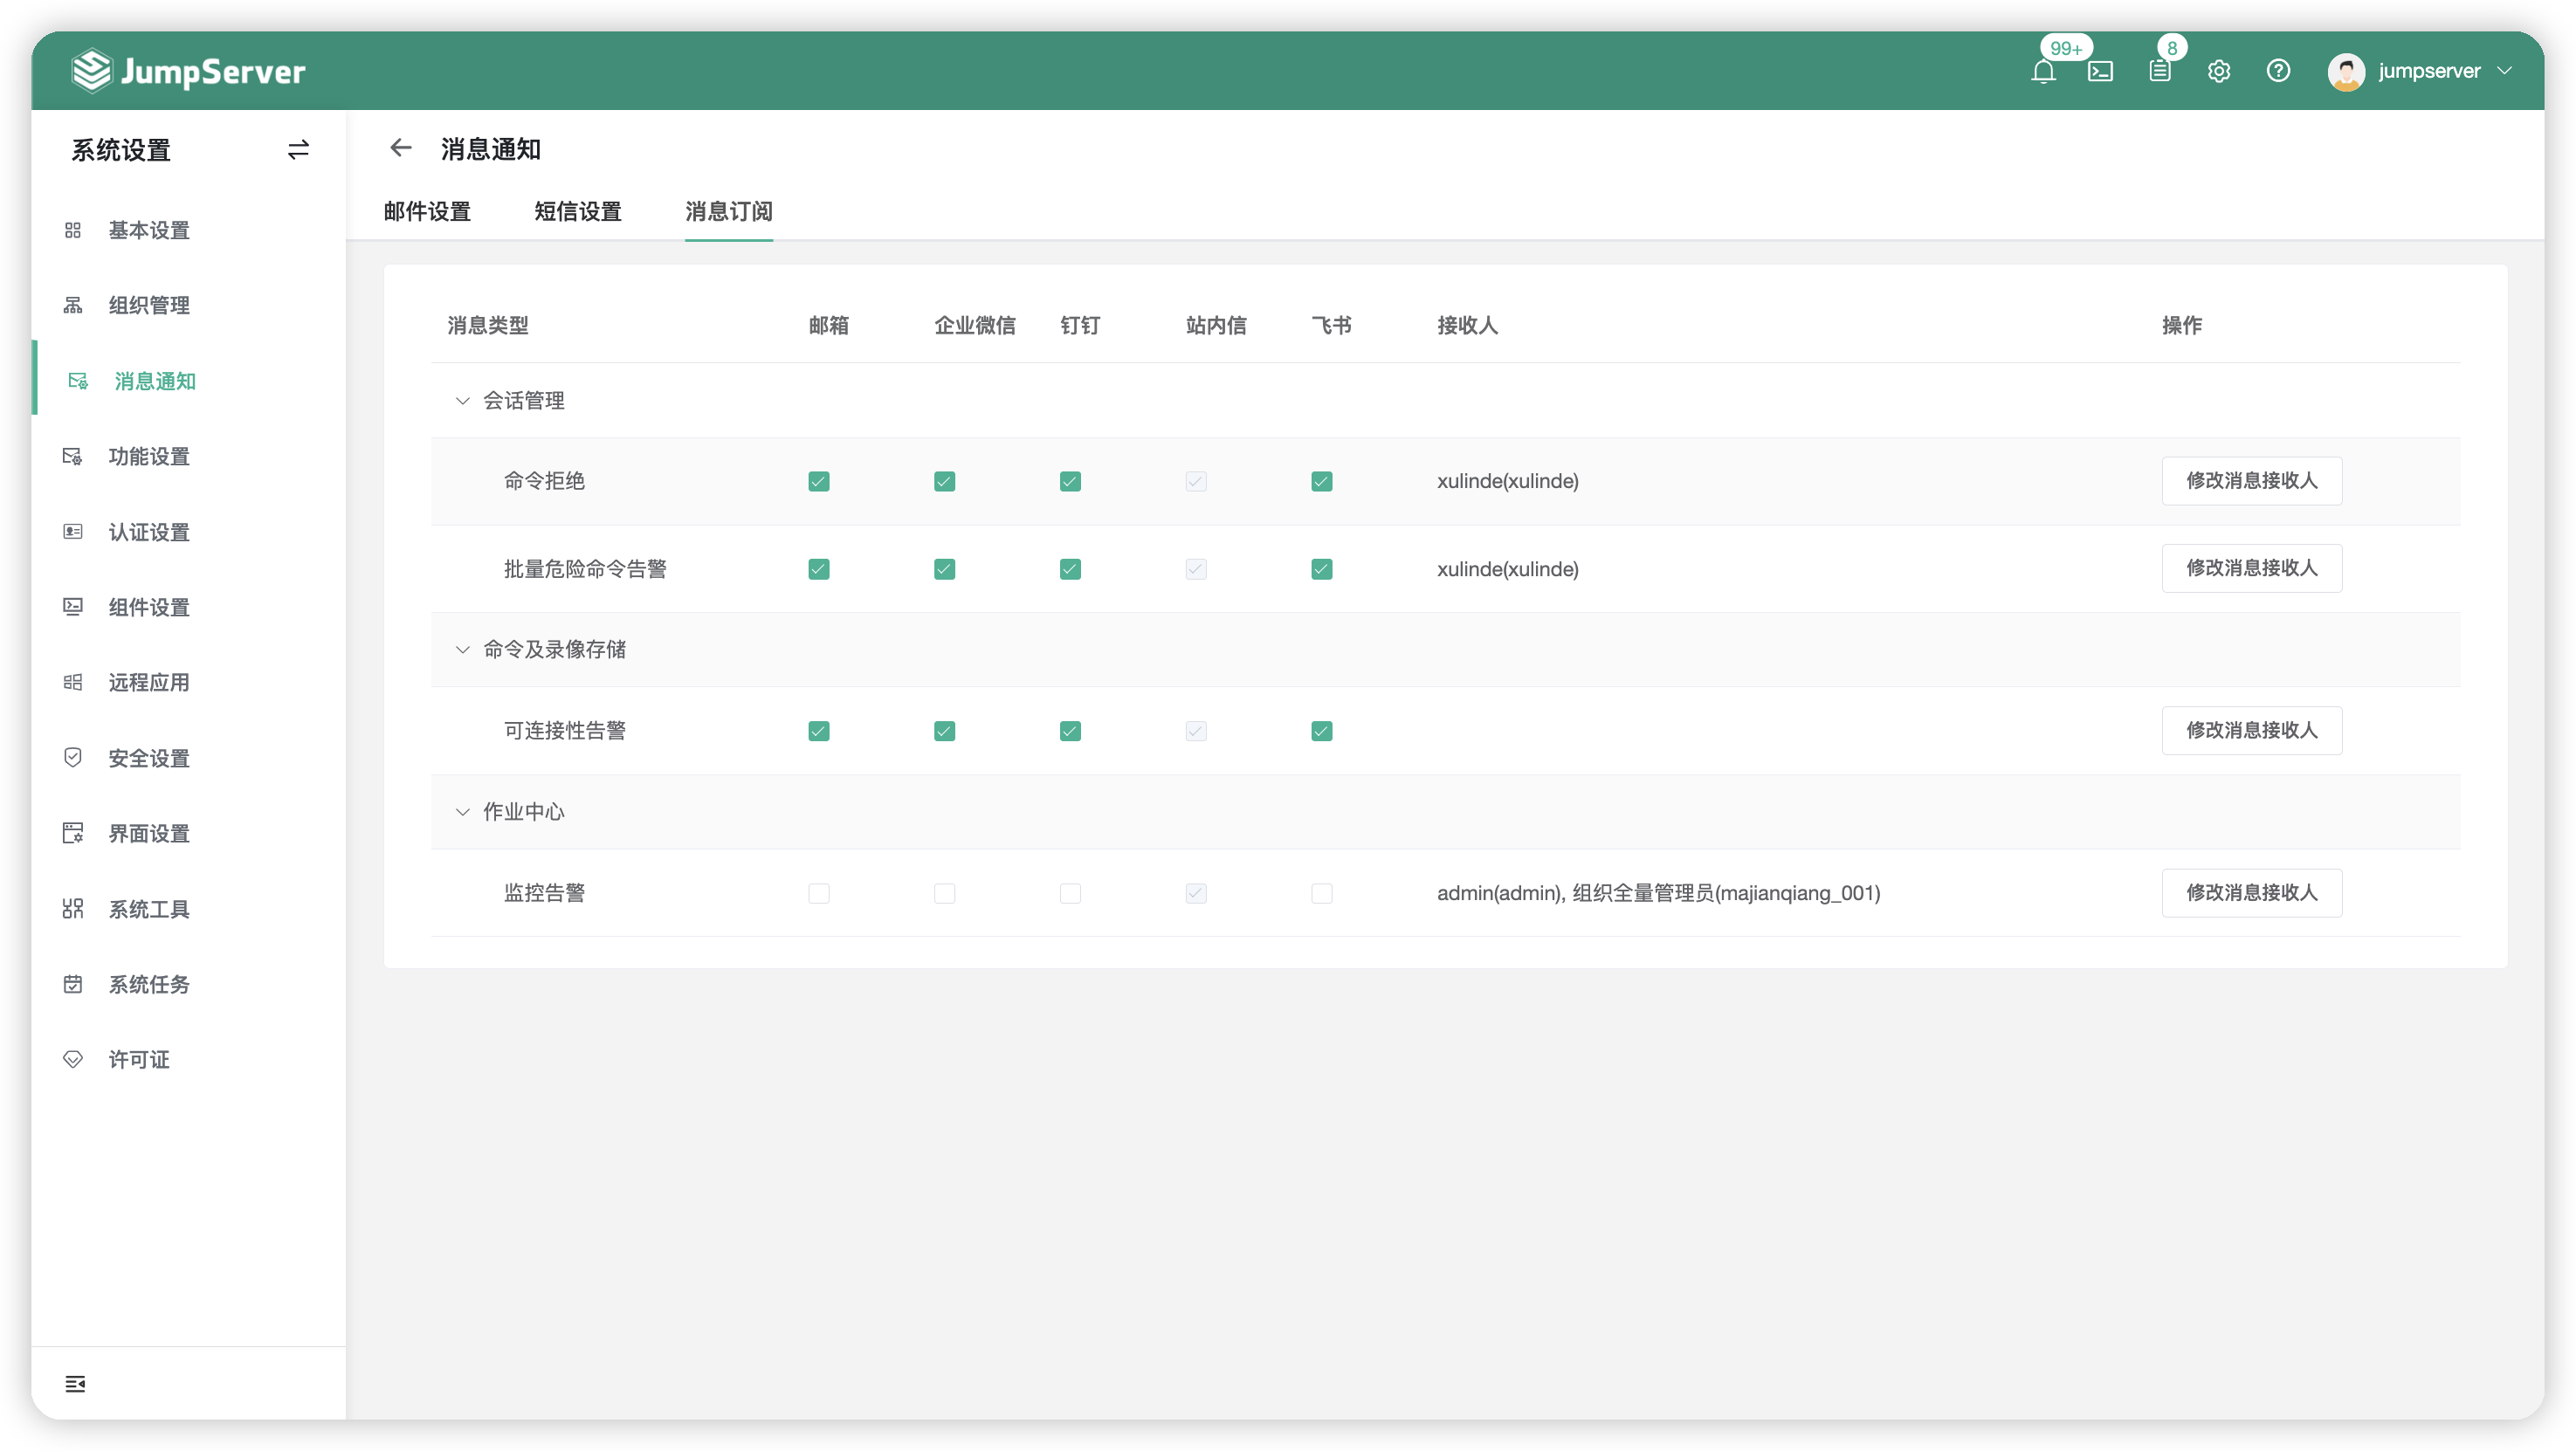 JumpServer
99+
8
jumpserver
系统设置
基本设置
组织管理
消息通知
功能设置
认证设置
组件设置
远程应用
安全设置
界面设置
系统工具
系统任务
许可证
消息通知
邮件设置 短信设置 消息订阅
消息类型 邮箱 企业微信 钉钉 站内信 飞书 接收人 操作
会话管理
命令拒绝 xulinde(xulinde) 修改消息接收人
批量危险命令告警 xulinde(xulinde) 修改消息接收人
命令及录像存储
可连接性告警 修改消息接收人
作业中心
监控告警 admin(admin), 组织全量管理员(majianqiang_001) 修改消息接收人